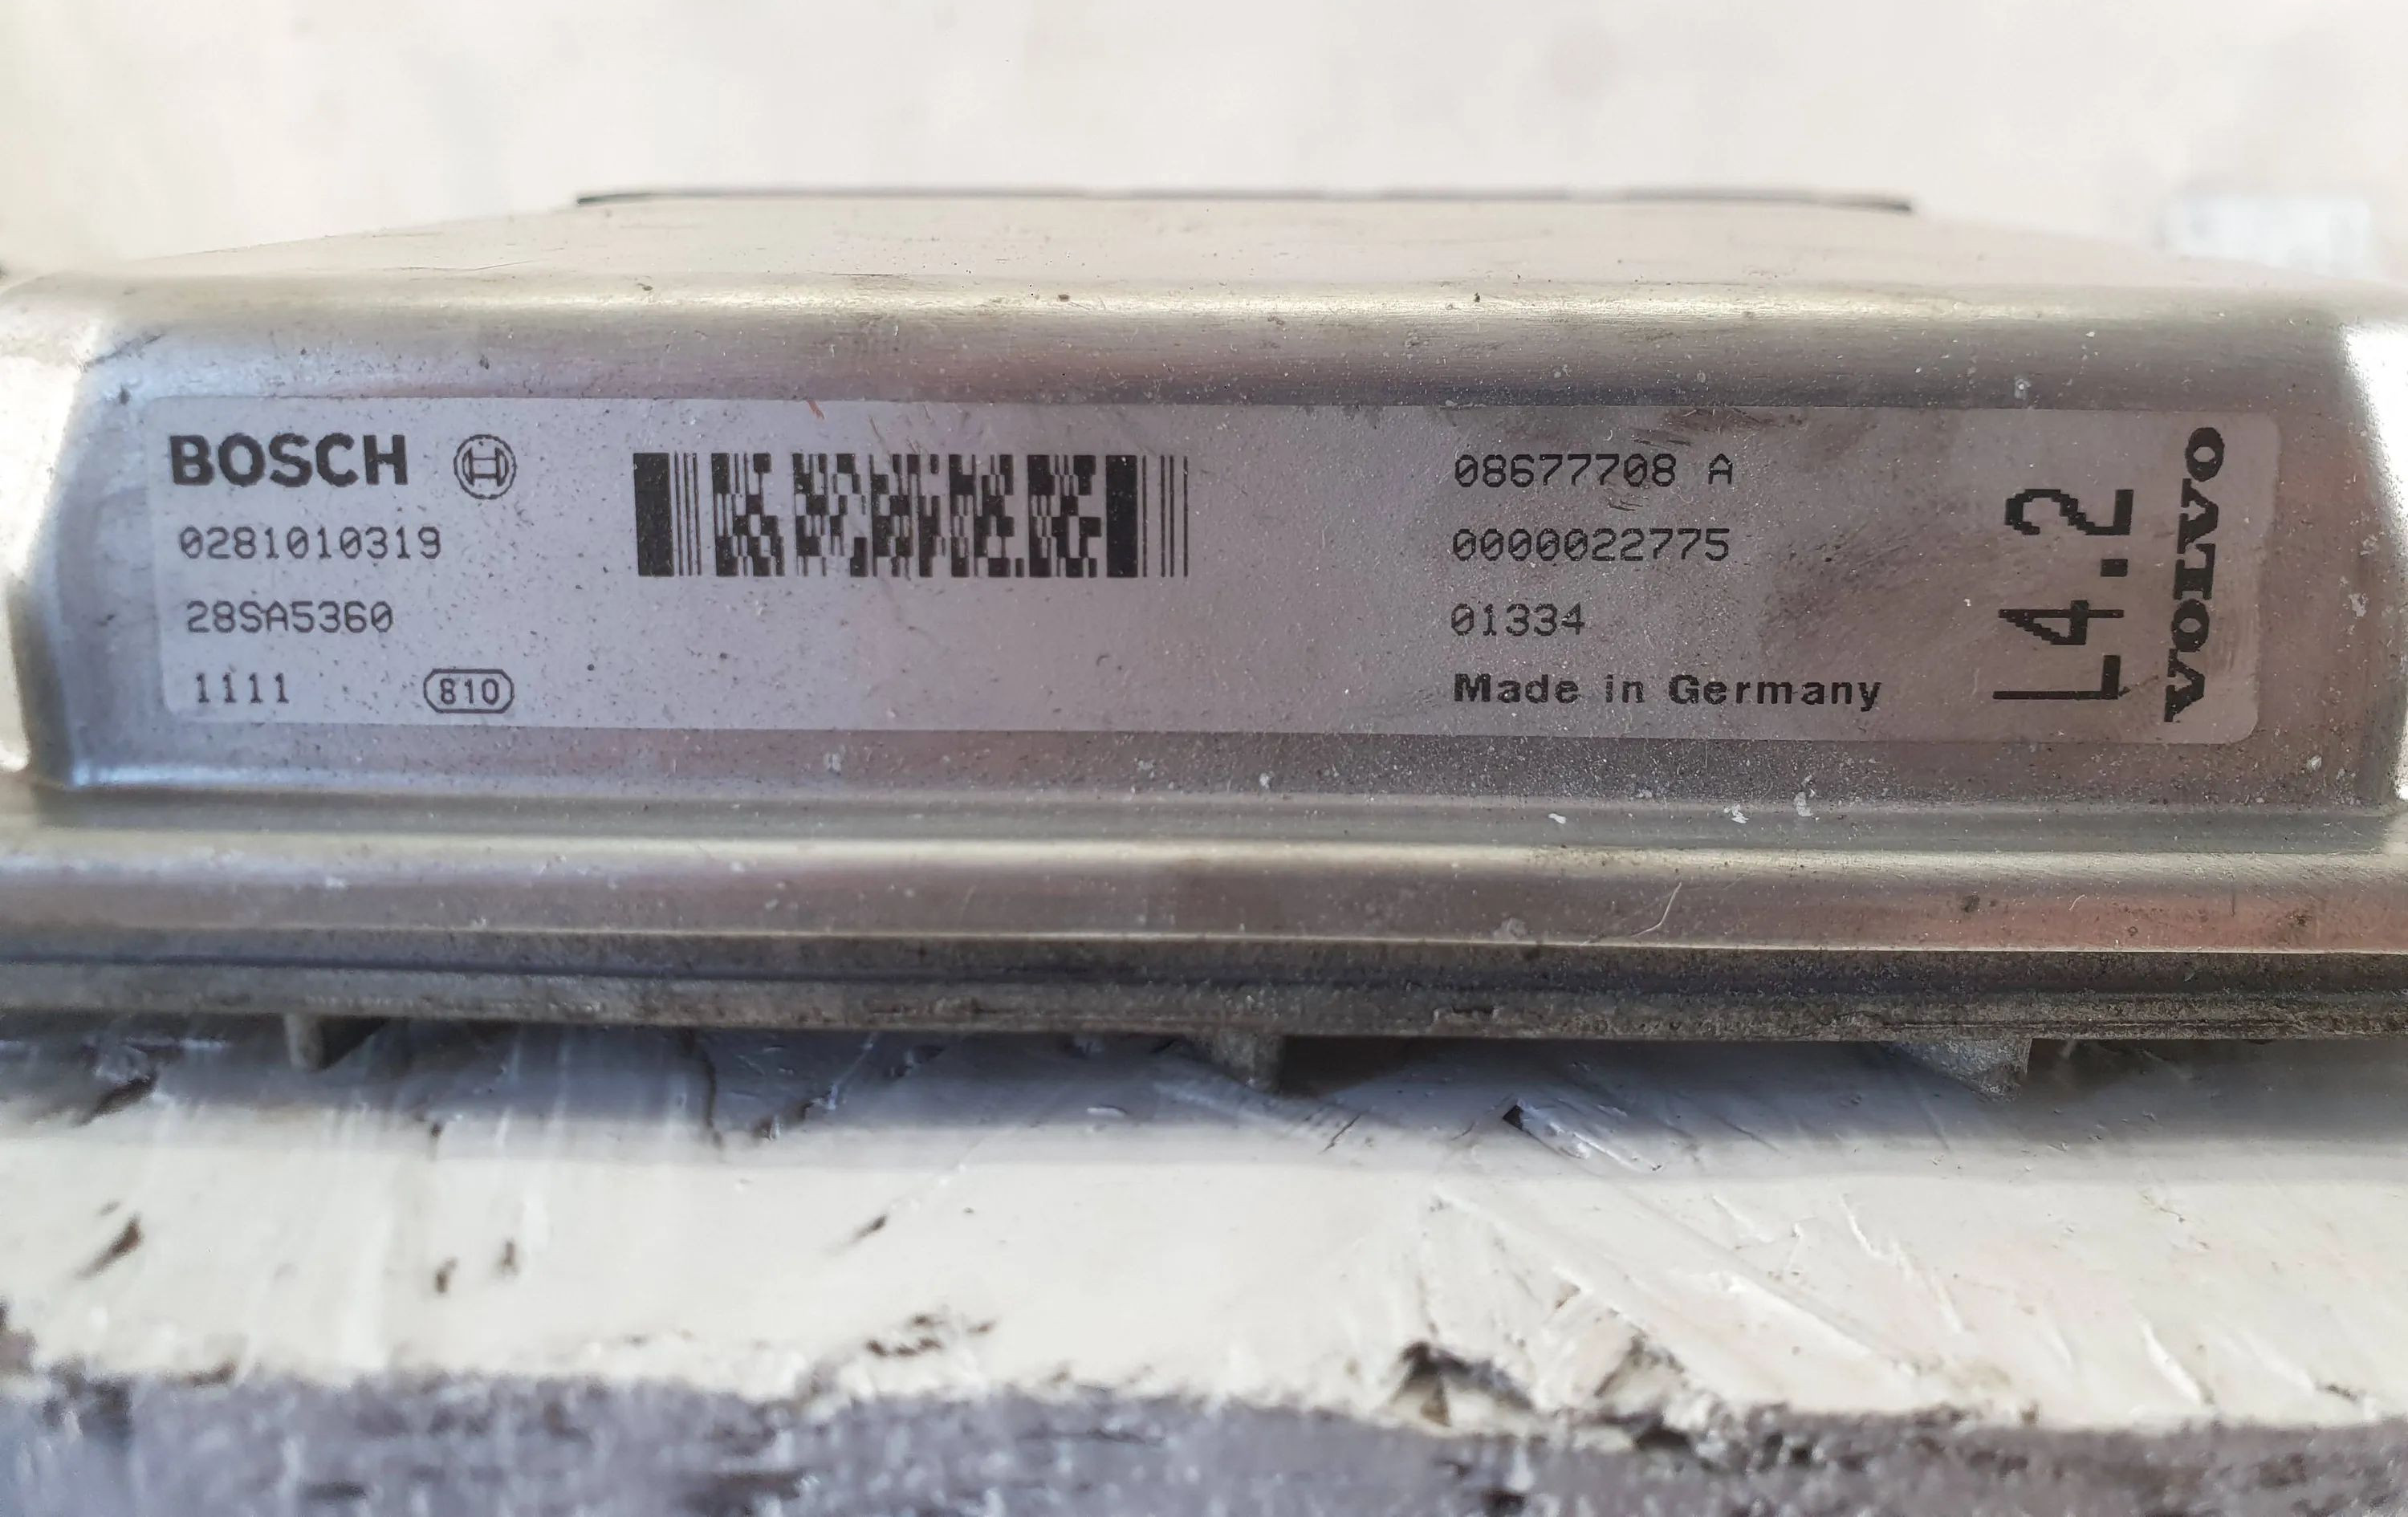 BOSCH
0281010319
28SA5360
1111 810
08677708 A
0000022775
01334
Made in Germany
L4.2
VOLVO